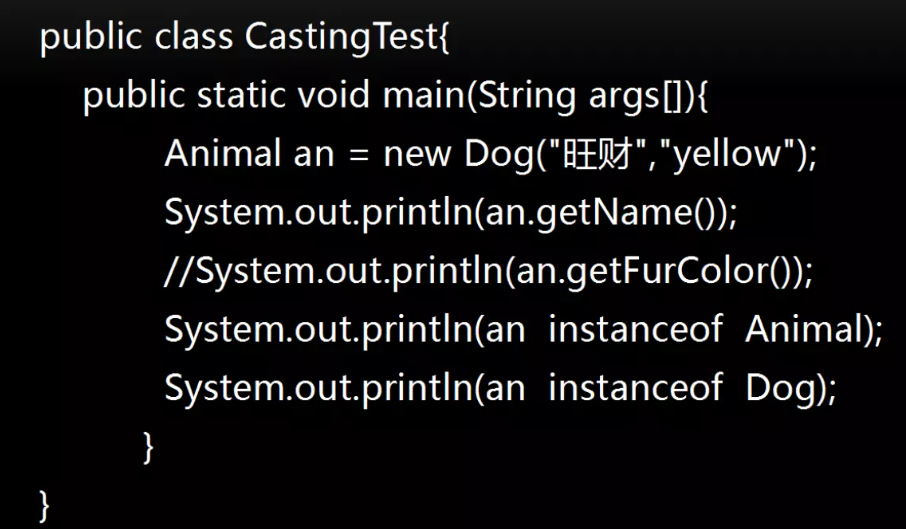 public class CastingTest{
public static void main(String args[]){
Animal an = new Dog("旺财","yellow");
System.out.println(an.getName());
//System.out.println(an.getFurColor());
System.out.println(an instanceof Animal);
System.out.println(an instanceof Dog);
}
}